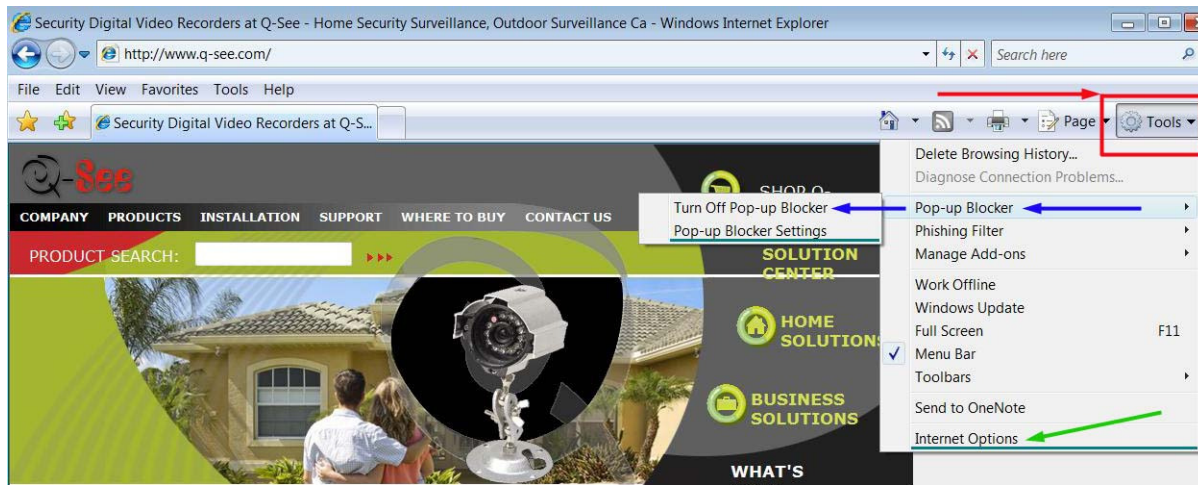 Security Digital Video Recorders at Q-See - Home Security Surveillance, Outdoor Surveillance Ca - Windows Internet Explorer
http://www.q-see.com/
Search here
File Edit View Favorites Tools Help
Security Digital Video Recorders at Q-S...
Page
Tools
Q-See
SHOP Q-
COMPANY PRODUCTS INSTALLATION SUPPORT WHERE TO BUY CONTACT US
PRODUCT SEARCH:
SOLUTION
CENTER
HOME
SOLUTIONS
BUSINESS
SOLUTIONS
WHAT'S
Turn Off Pop-up Blocker
Pop-up Blocker Settings
Delete Browsing History...
Diagnose Connection Problems...
Pop-up Blocker
Phishing Filter
Manage Add-ons
Work Offline
Windows Update
Full Screen F11
Menu Bar
Toolbars
Send to OneNote
Internet Options